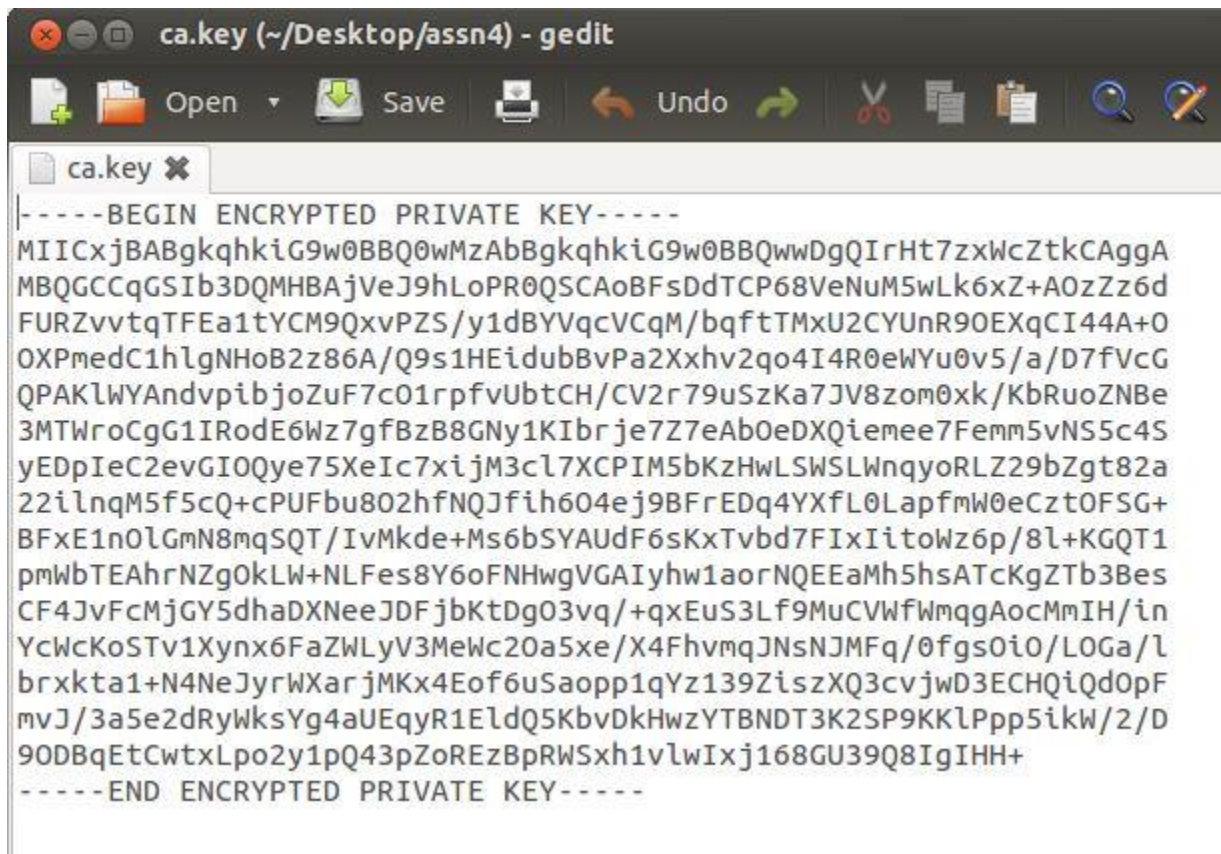 ca.key (~/Desktop/assn4) - gedit
Open Save Undo
ca.key
-----BEGIN ENCRYPTED PRIVATE KEY-----
MIICxjBABgkqhkiG9w0BBQ0wMzAbBgkqhkiG9w0BBQwwDgQIrHt7zxWcZtkCAggA
MBQGCCqGSIb3DQMHBAjVeJ9hLoPR0QSCAoBFsDdTCP68VeNuM5wLk6xZ+AOzZz6d
FURZvvtqTFEa1tYCM9QxvPZS/y1dBYVqcVCqM/bqftTMxU2CYUnR9OEXqCI44A+O
OXPmedC1hlgNHoB2z86A/Q9s1HEidubBvPa2Xxhv2qo4I4R0eWYu0v5/a/D7fVcG
QPAKlWYAndvpibjoZuF7cO1rpfvUbtCH/CV2r79uSzKa7JV8zom0xk/KbRuoZNBe
3MTWroCgG1IRodE6Wz7gfBzB8GNy1KIbrje7Z7eAbOeDXQiemee7Femm5vNS5c4S
yEDpIeC2evGIOQye75XeIc7xijM3cl7XCPIM5bKzHwLSWSLWnqyoRLZ29bZgt82a
22ilnqM5f5cQ+cPUFbu8O2hfNQJfih6O4ej9BFrEDq4YXfL0LapfmW0eCztOFSG+
BFxE1nOlGmN8mqSQT/IvMkde+Ms6bSYAUdF6sKxTvbd7FIxIitoWz6p/8l+KGQT1
pmWbTEAhrNZgOkLW+NLFes8Y6oFNHwgVGAIyhw1aorNQEEaMh5hsATcKgZTb3Bes
CF4JvFcMjGY5dhaDXNeeJDFjbKtDgO3vq/+qxEuS3Lf9MuCVWfWmqgAocMmIH/in
YcWcKoSTv1Xynx6FaZWLyV3MeWc2Oa5xe/X4FhvmqJNsNJMFq/0fgsOiO/LOGa/l
brxkta1+N4NeJyrWXarjMKx4Eof6uSaopp1qYz139ZiszXQ3cvjwD3ECHQiQdOpF
mvJ/3a5e2dRyWksYg4aUEqyR1EldQ5KbvDkHwzYTBNDT3K2SP9KKlPpp5ikW/2/D
9ODBqEtCwtxLpo2y1pQ43pZoREzBpRWSxh1vlwIxj168GU39Q8IgIHH+
-----END ENCRYPTED PRIVATE KEY-----